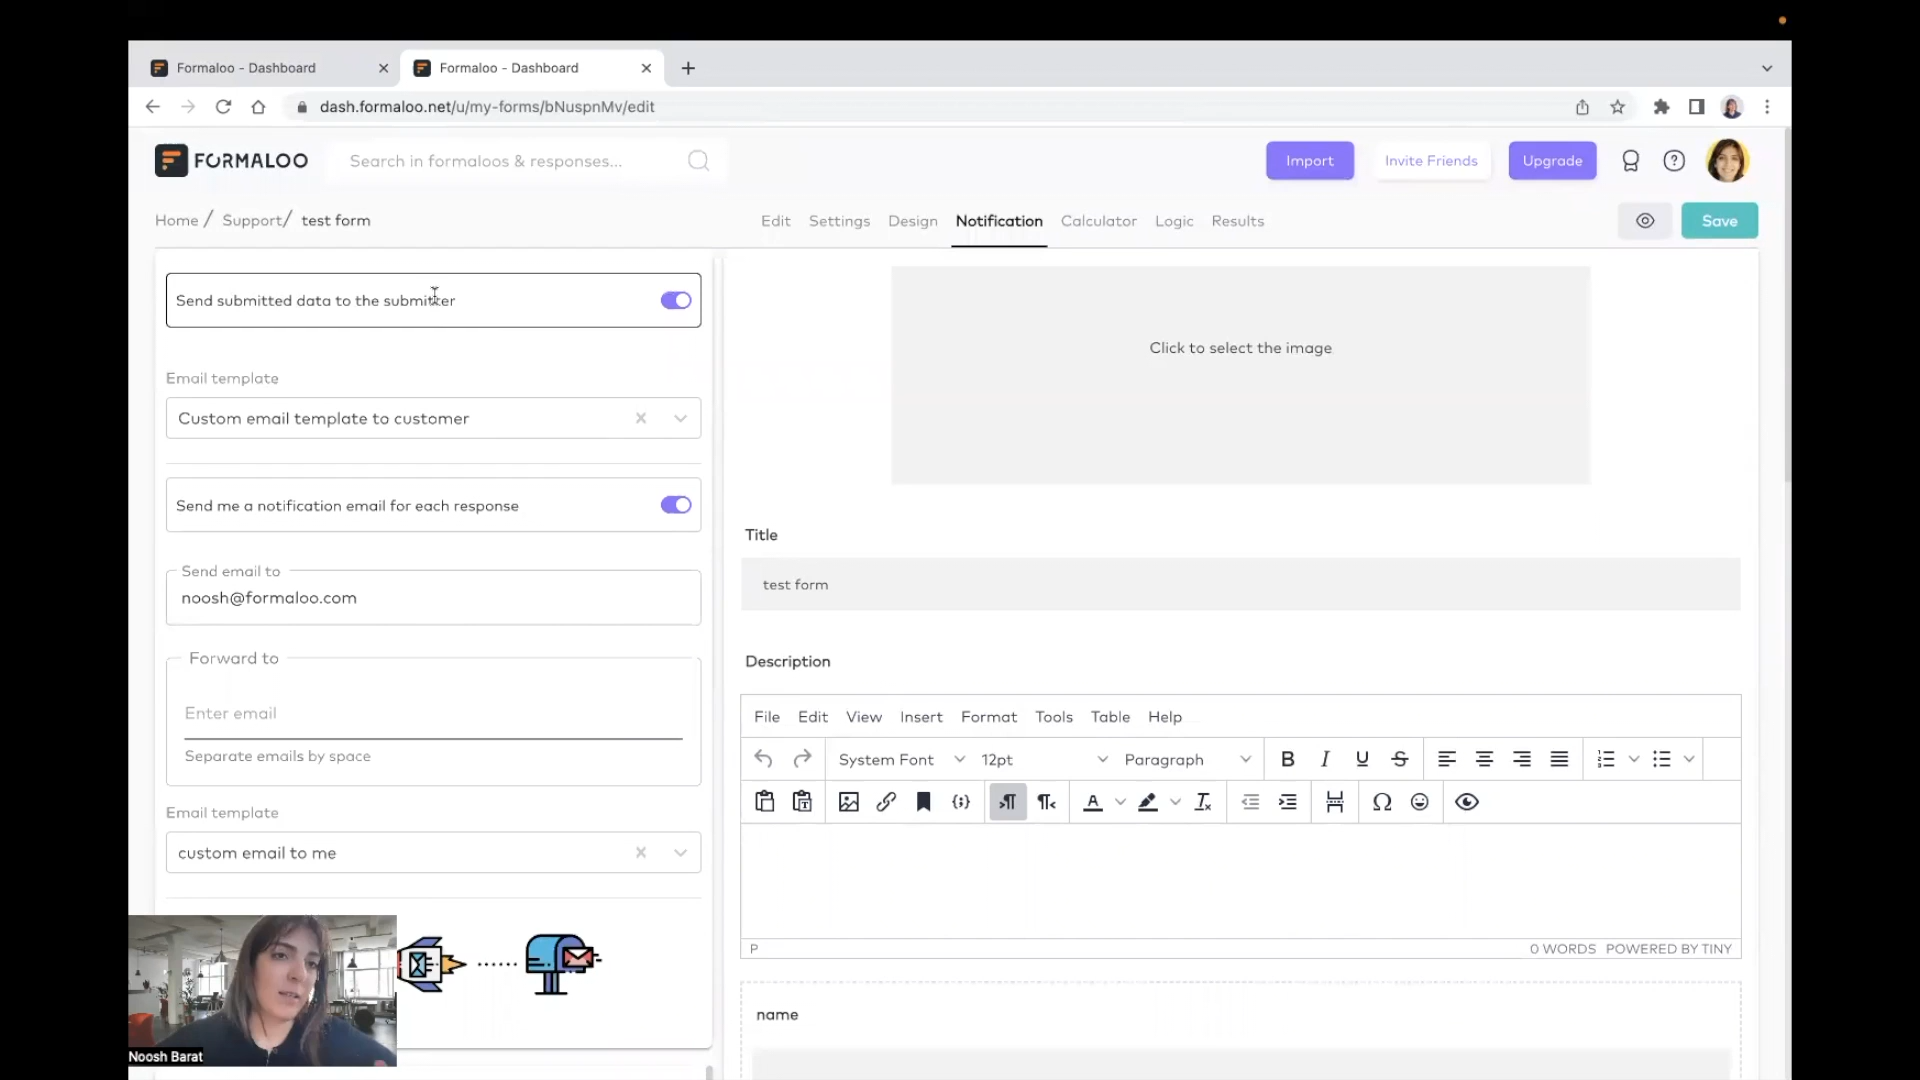 Formaloo - Dashboard
Formaloo - Dashboard
dash.formaloo.net/u/my-forms/bNuspnMv/edit
FORMALOO
Search in formaloos & responses...
Import
Invite Friends
Upgrade
Home / Support/ test form
Edit Settings Design Notification Calculator Logic Results
Save
Send submitted data to the submitter
Email template
Custom email template to customer
Send me a notification email for each response
Send email to
noosh@formaloo.com
Forward to
Enter email
Separate emails by space
Email template
custom email to me
Noosh Barat
Click to select the image
Title
test form
Description
File Edit View Insert Format Tools Table Help
System Font 12pt Paragraph
P
0 WORDS POWERED BY TINY
name